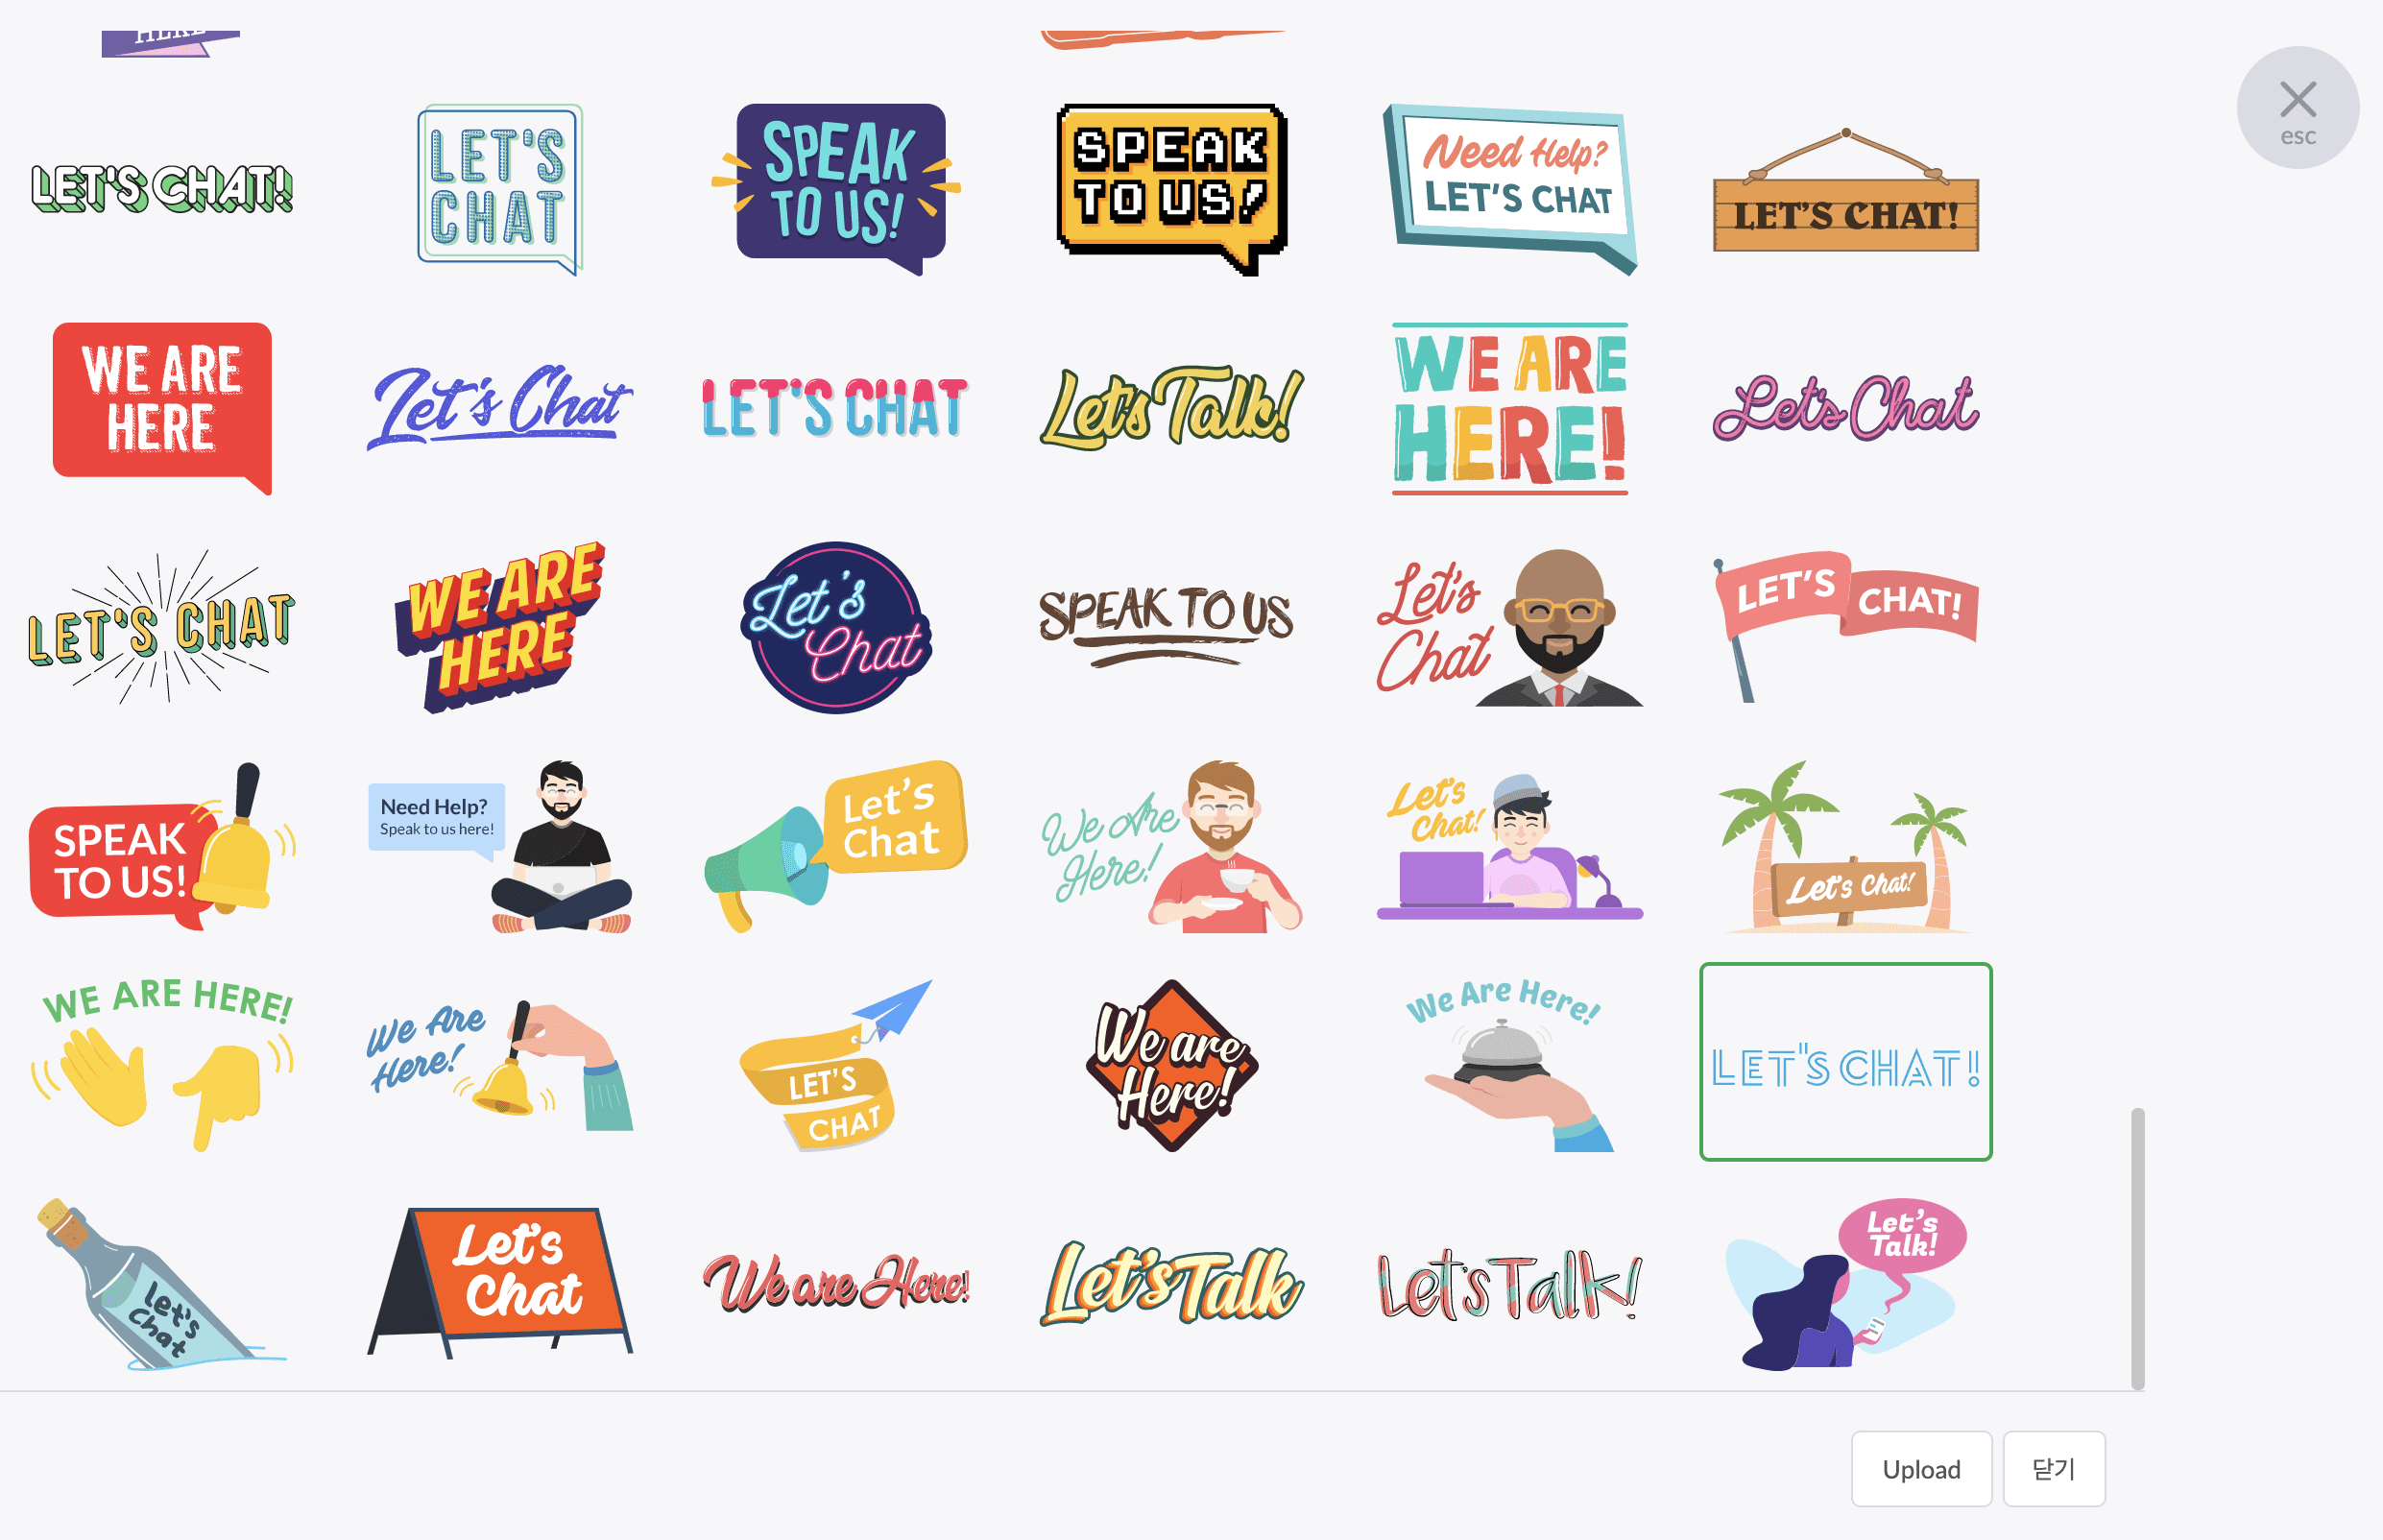 HERE
esc
LET'S CHAT!
LET'S
CHAT
SPEAK
TO US!
SPEAK
TO US!
Need Help?
LET'S CHAT
LET'S CHAT!
WE ARE
HERE
Let's Chat
LET'S CHAT
Let's Talk!
WE ARE
HERE!
Let's Chat
LET'S CHAT
WE ARE
HERE
Let's
Chat
SPEAK TO US
Let's
Chat
LET'S CHAT!
SPEAK
TO US!
Need Help?
Speak to us here!
Let's
Chat
We Are
Here!
Let's
Chat!
Let's Chat!
WE ARE HERE!
We Are
Here!
LET'S
CHAT
We are
Here!
We Are Here!
LET'S CHAT!
Let's
Chat
Let's
Chat
We are Here!
Let's Talk
Let's Talk!
Let's
Talk!
Upload
닫기